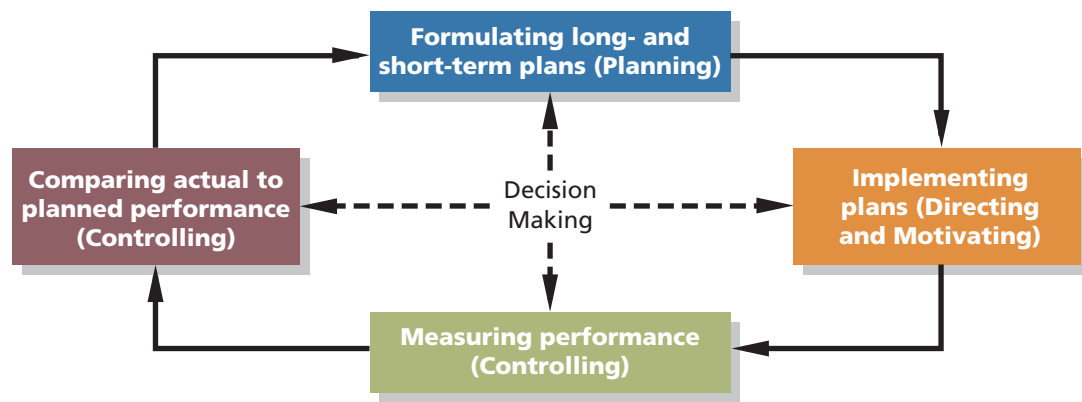 Formulating long- and
short-term plans (Planning)
Implementing
plans (Directing
and Motivating)
Measuring performance
(Controlling)
Comparing actual to
planned performance
(Controlling)
Decision
Making